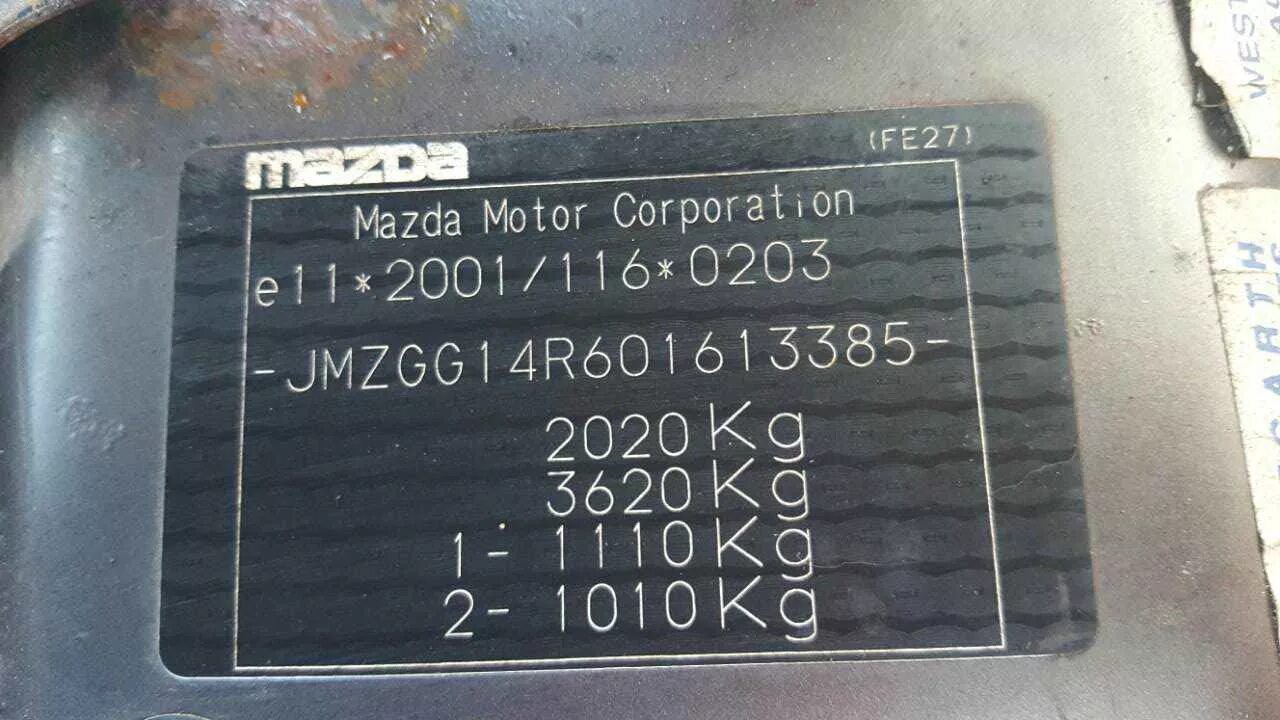 mazda
(FE27)
Mazda Motor Corporation
e11*2001/116*0203
-JMZGG14R601613385-
2020Kg
3620Kg
1- 1110Kg
2- 1010Kg